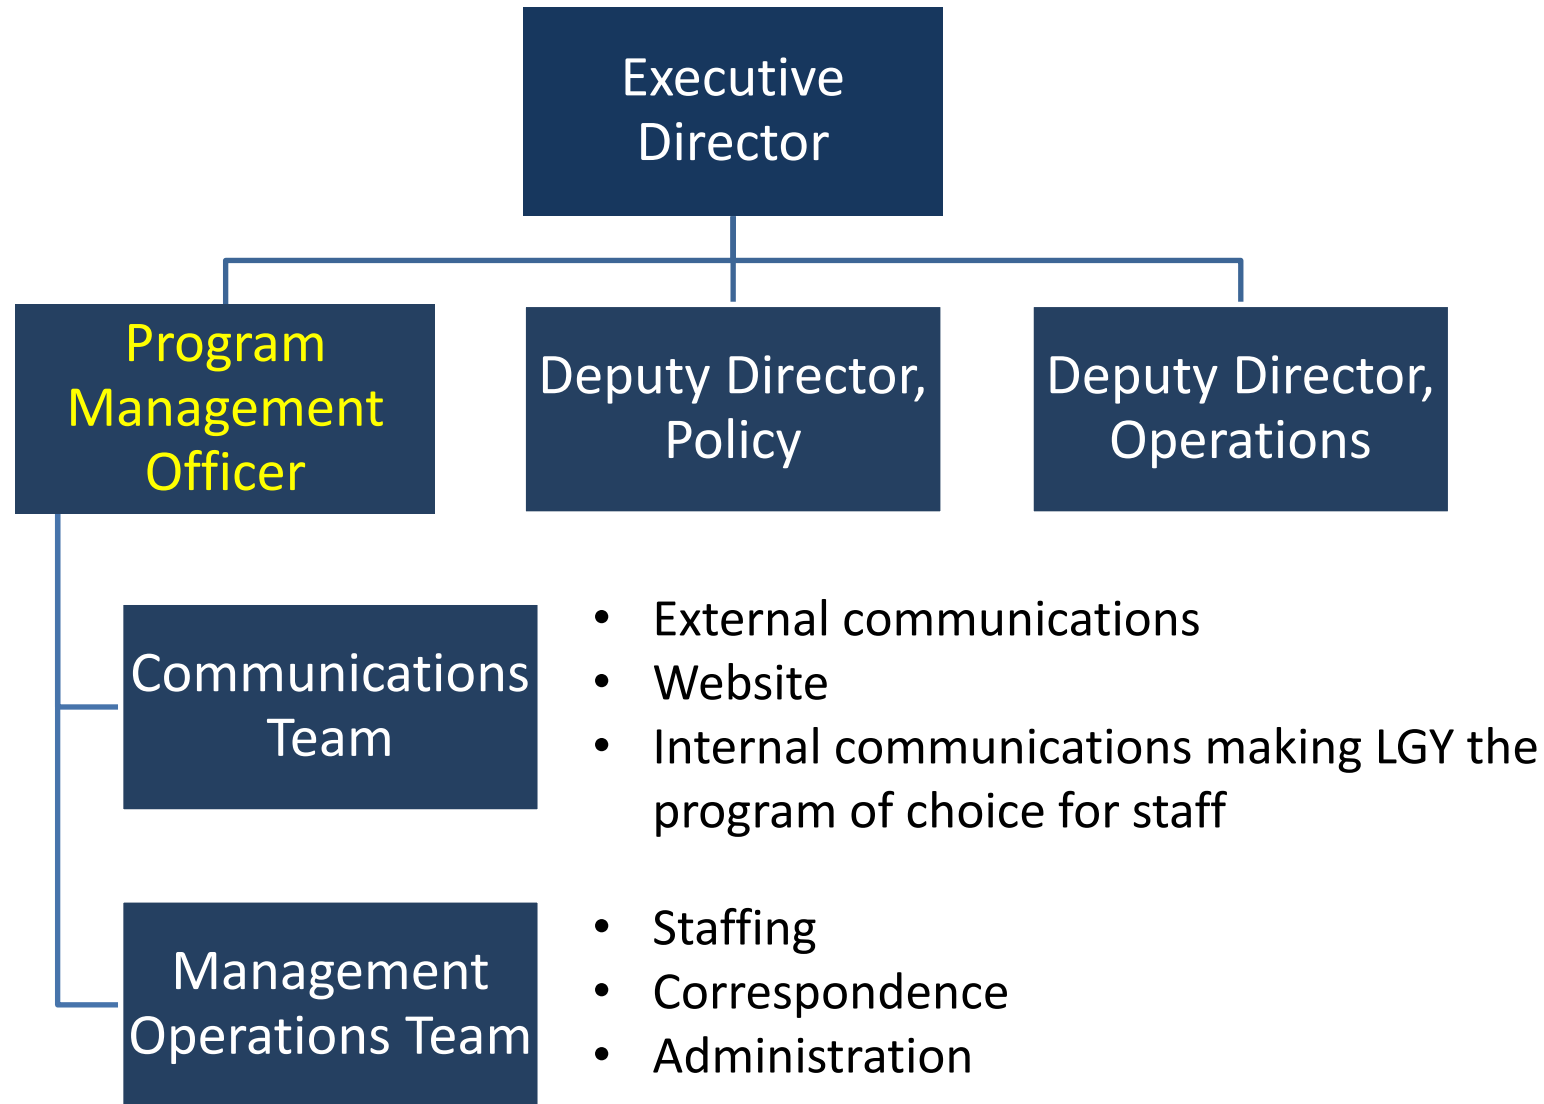 Executive
Director
Program
Management
Officer
Deputy Director,
Policy
Deputy Director,
Operations
Communications
Team
• External communications
• Website
• Internal communications making LGY the
program of choice for staff
Management
Operations Team
• Staffing
• Correspondence
• Administration